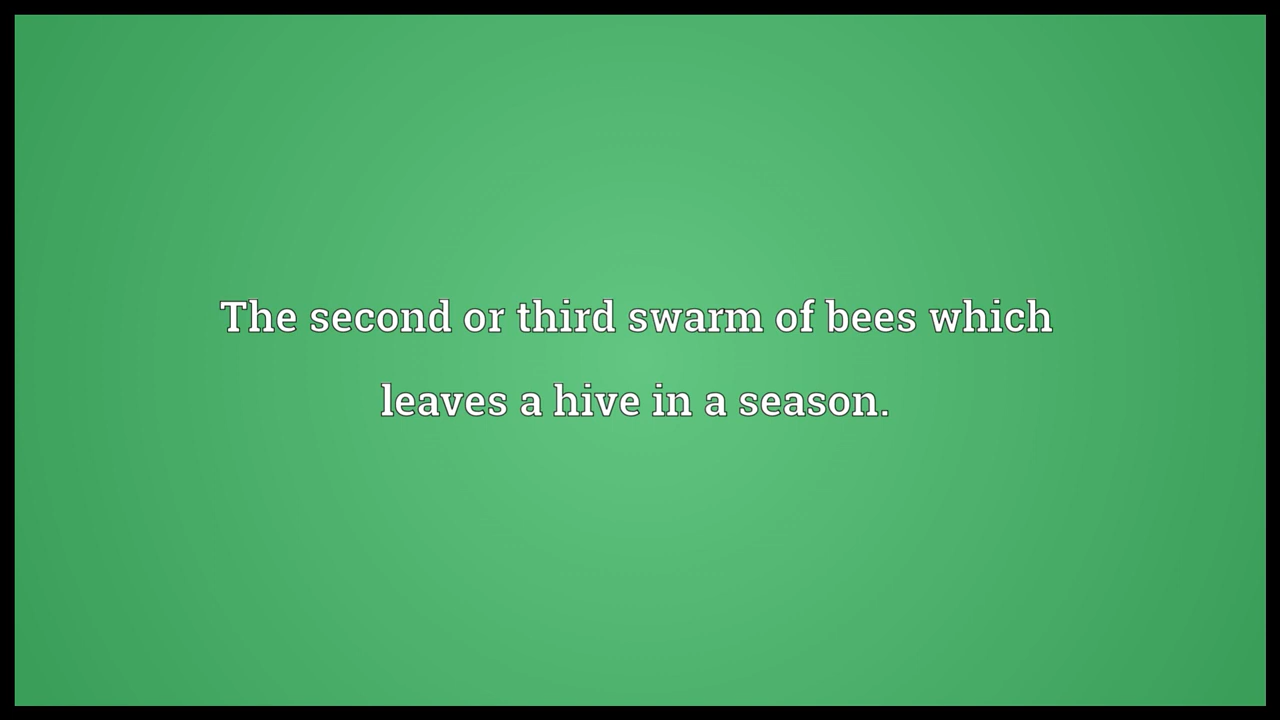 The second or third swarm of bees which
leaves a hive in a season.